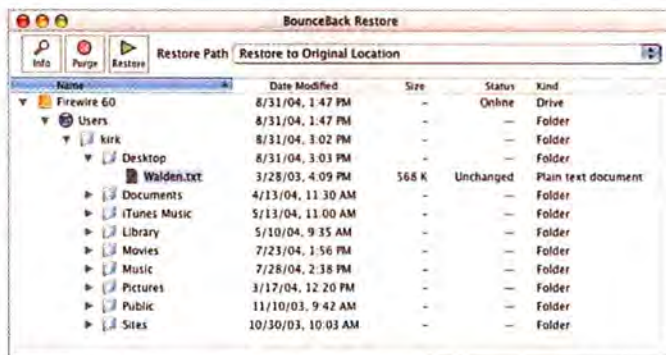 BounceBack Restore
Info Purge Restore Restore Path Restore to Original Location
Name Date Modified Size Status Kind
Firewire 60 8/31/04, 1:47 PM – Online Drive
Users 8/31/04, 1:47 PM – — Folder
kirk 8/31/04, 3:02 PM – — Folder
Desktop 8/31/04, 3:03 PM – — Folder
Walden.txt 3/28/03, 4:09 PM 568 K Unchanged Plain text document
Documents 4/13/04, 11:30 AM – — Folder
iTunes Music 5/13/04, 11:00 AM – — Folder
Library 5/10/04, 9:35 AM – — Folder
Movies 7/23/04, 1:56 PM – — Folder
Music 7/28/04, 2:38 PM – — Folder
Pictures 3/17/04, 12:20 PM – — Folder
Public 11/10/03, 9:42 AM – — Folder
Sites 10/30/03, 10:03 AM – — Folder